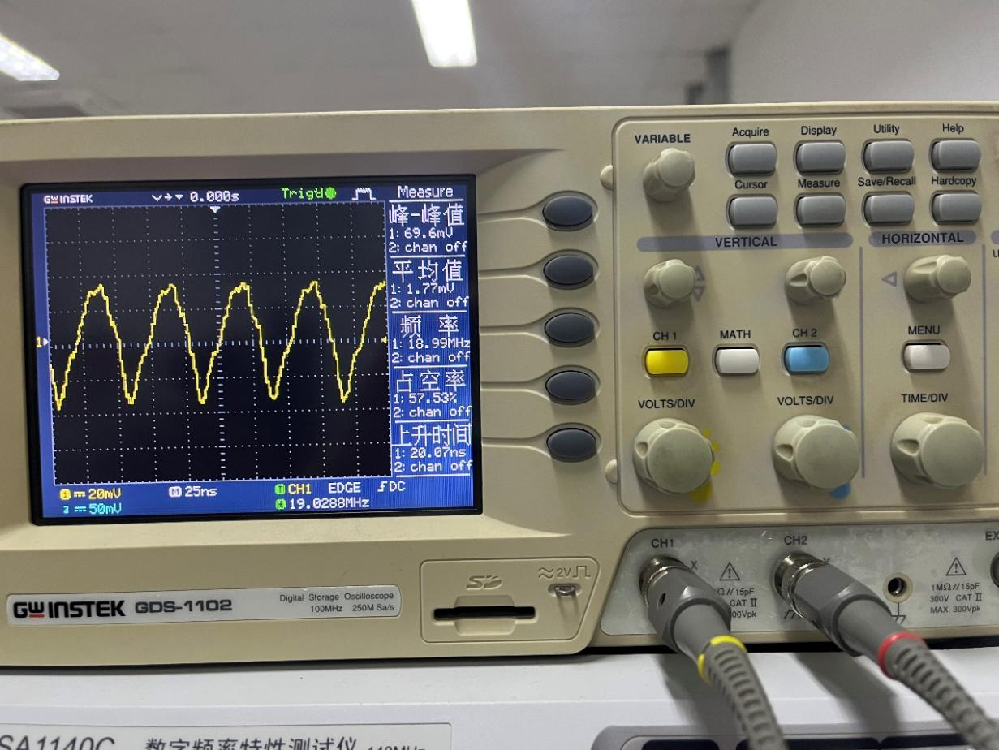 GWINSTEK
0.000s
Trig'd
Measure
峰-峰值
1: 69.6mV
2: chan off
平均值
1: 1.77mV
2: chan off
频 率
1: 18.99MHz
2: chan off
占空率
1: 57.53%
2: chan off
上升时间
1: 20.07ns
2: chan off
1
1 20mV
M 25ns
CH1 EDGE DC
2 50mV
19.0288MHz
GWINSTEK GDS-1102
Digital Storage Oscilloscope
100MHz 250M Sa/s
SD
≈2V
VARIABLE
Acquire
Display
Utility
Help
Cursor
Measure
Save/Recall
Hardcopy
VERTICAL
HORIZONTAL
CH 1
MATH
CH 2
MENU
VOLTS/DIV
VOLTS/DIV
TIME/DIV
CH1
CH2
EX
X
Y
Ω//15pF
CAT II
00Vpk
1MΩ//15pF
300V CAT II
MAX. 300Vpk
SA1140C 数字频率特性测试仪 140MHz